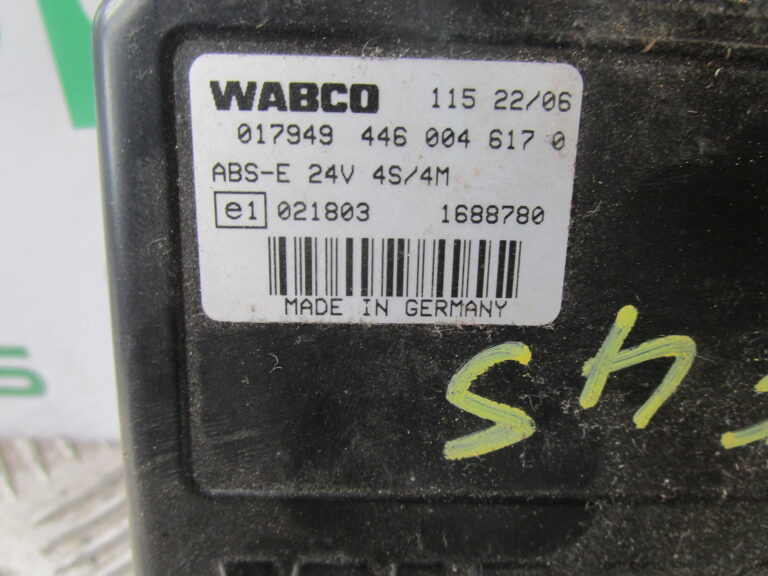 WABCO 115 22/06
017949 446 004 617 0
ABS-E 24V 4S/4M
e1 021803 1688780
MADE IN GERMANY